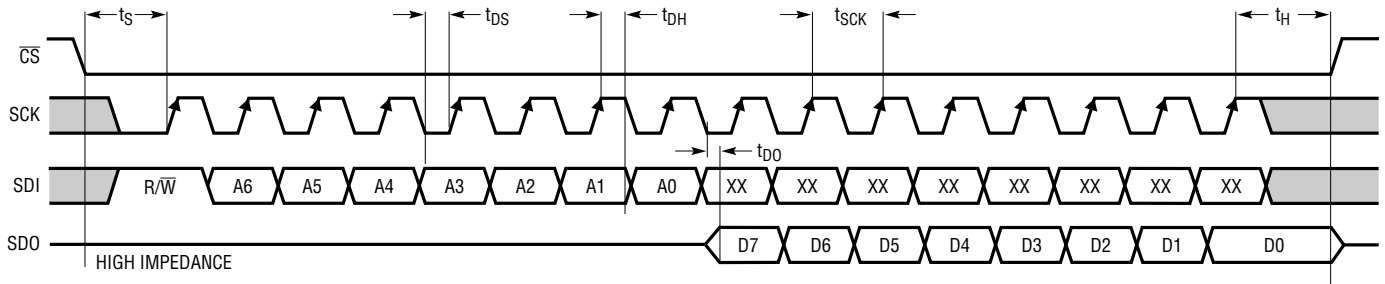 tS tDS tDH tSCK tH
CS
SCK
tDO
SDI R/W A6 A5 A4 A3 A2 A1 A0 XX XX XX XX XX XX XX XX
SDO D7 D6 D5 D4 D3 D2 D1 D0
HIGH IMPEDANCE